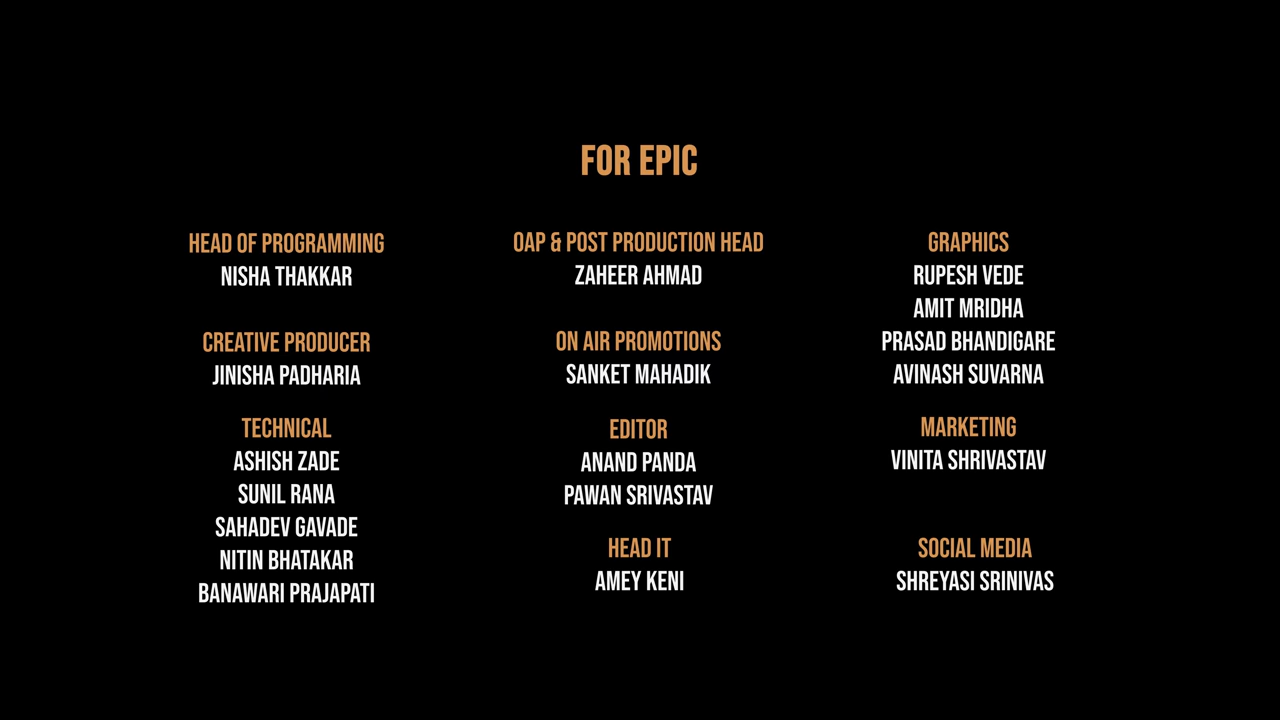 FOR EPIC
HEAD OF PROGRAMMING
NISHA THAKKAR
CREATIVE PRODUCER
JINISHA PADHARIA
TECHNICAL
ASHISH ZADE
SUNIL RANA
SAHADEV GAVADE
NITIN BHATAKAR
BANAWARI PRAJAPATI
OAP & POST PRODUCTION HEAD
ZAHEER AHMAD
ON AIR PROMOTIONS
SANKET MAHADIK
EDITOR
ANAND PANDA
PAWAN SRIVASTAV
HEAD IT
AMEY KENI
GRAPHICS
RUPESH VEDE
AMIT MRIDHA
PRASAD BHANDIGARE
AVINASH SUVARNA
MARKETING
VINITA SHRIVASTAV
SOCIAL MEDIA
SHREYASI SRINIVAS